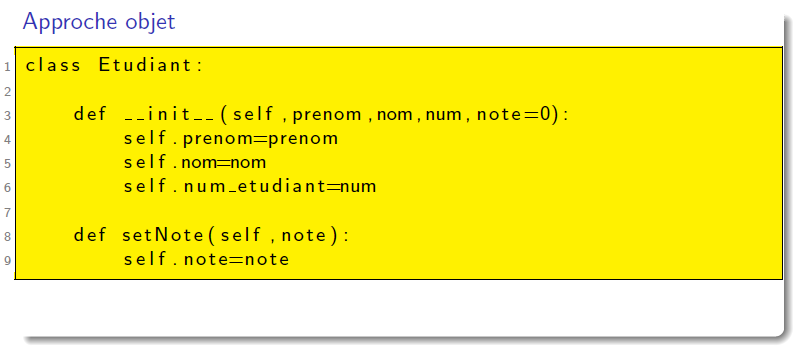 Approche objet
1 class Etudiant:
2
3     def __init__(self,prenom,nom,num,note=0):
4         self.prenom=prenom
5         self.nom=nom
6         self.num_etudiant=num
7
8     def setNote(self,note):
9         self.note=note